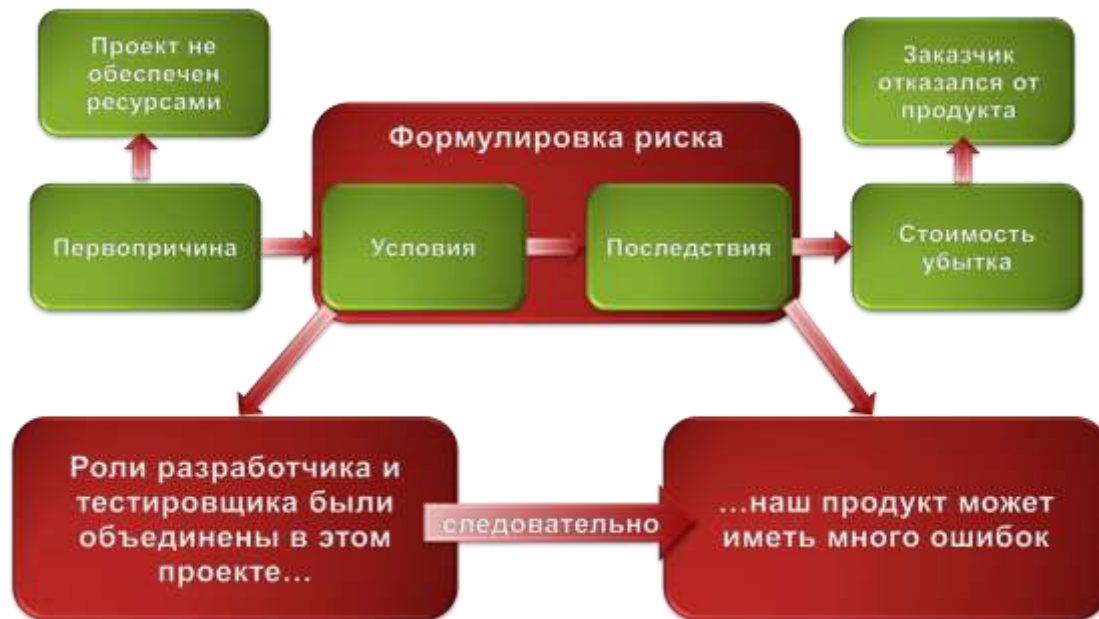 Проект не
обеспечен
ресурсами
Заказчик
отказался от
продукта
Формулировка риска
Первопричина
Условия
Последствия
Стоимость
убытка
Роли разработчика и
тестировщика были
объединены в этом
проекте...
следовательно
...наш продукт может
иметь много ошибок